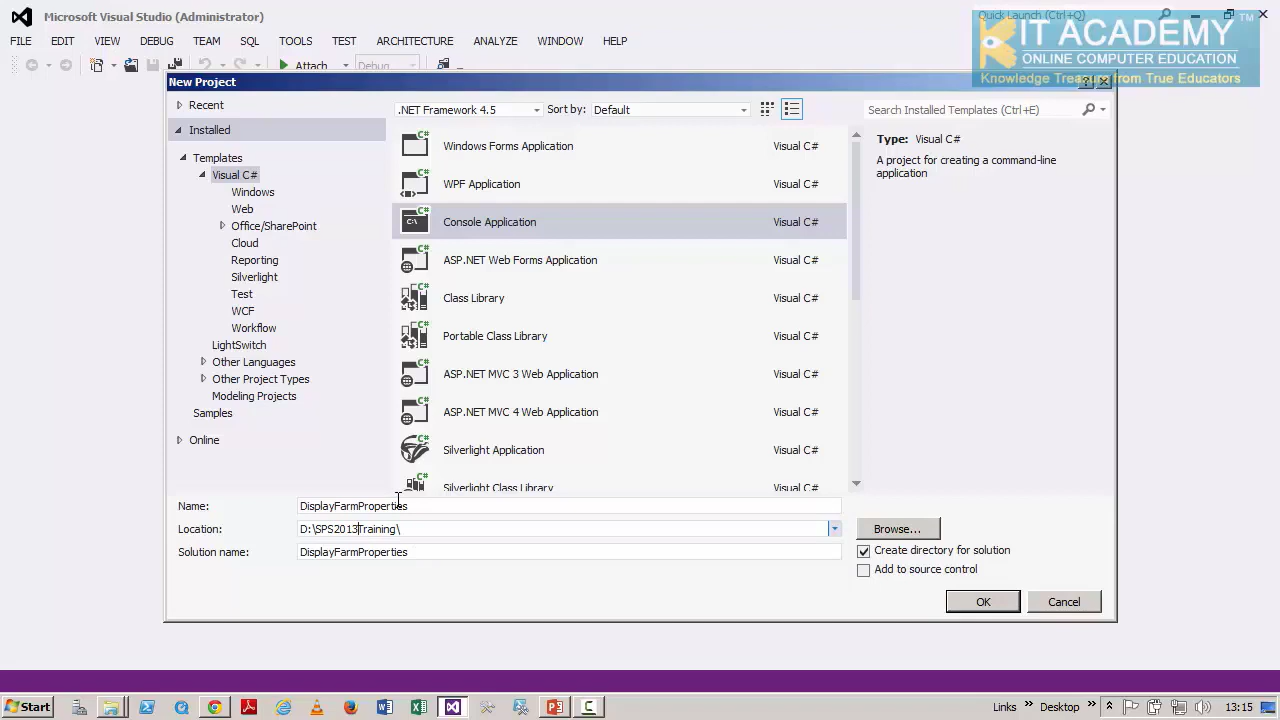 Microsoft Visual Studio (Administrator)
Quick Launch (Ctrl+Q)
FILE EDIT VIEW DEBUG TEAM SQL TOOLS TEST ARCHITECTURE ANALYZE WINDOW HELP
KIT ACADEMY TM
ONLINE COMPUTER EDUCATION
Attach
Knowledge Treat from True Educators
New Project
Recent
.NET Framework 4.5 Sort by: Default
Search Installed Templates (Ctrl+E)
Installed
Templates
Visual C#
Windows
Web
Office/SharePoint
Cloud
Reporting
Silverlight
Test
WCF
Workflow
LightSwitch
Other Languages
Other Project Types
Modeling Projects
Samples
Online
Windows Forms Application Visual C#
WPF Application Visual C#
Console Application Visual C#
ASP.NET Web Forms Application Visual C#
Class Library Visual C#
Portable Class Library Visual C#
ASP.NET MVC 3 Web Application Visual C#
ASP.NET MVC 4 Web Application Visual C#
Silverlight Application Visual C#
Silverlight Class Library Visual C#
Type: Visual C#
A project for creating a command-line
application
Name: DisplayFarmProperties
Location: D:\SPS2013Training\
Browse...
Solution name: DisplayFarmProperties
Create directory for solution
Add to source control
OK Cancel
Start
Links Desktop 13:15